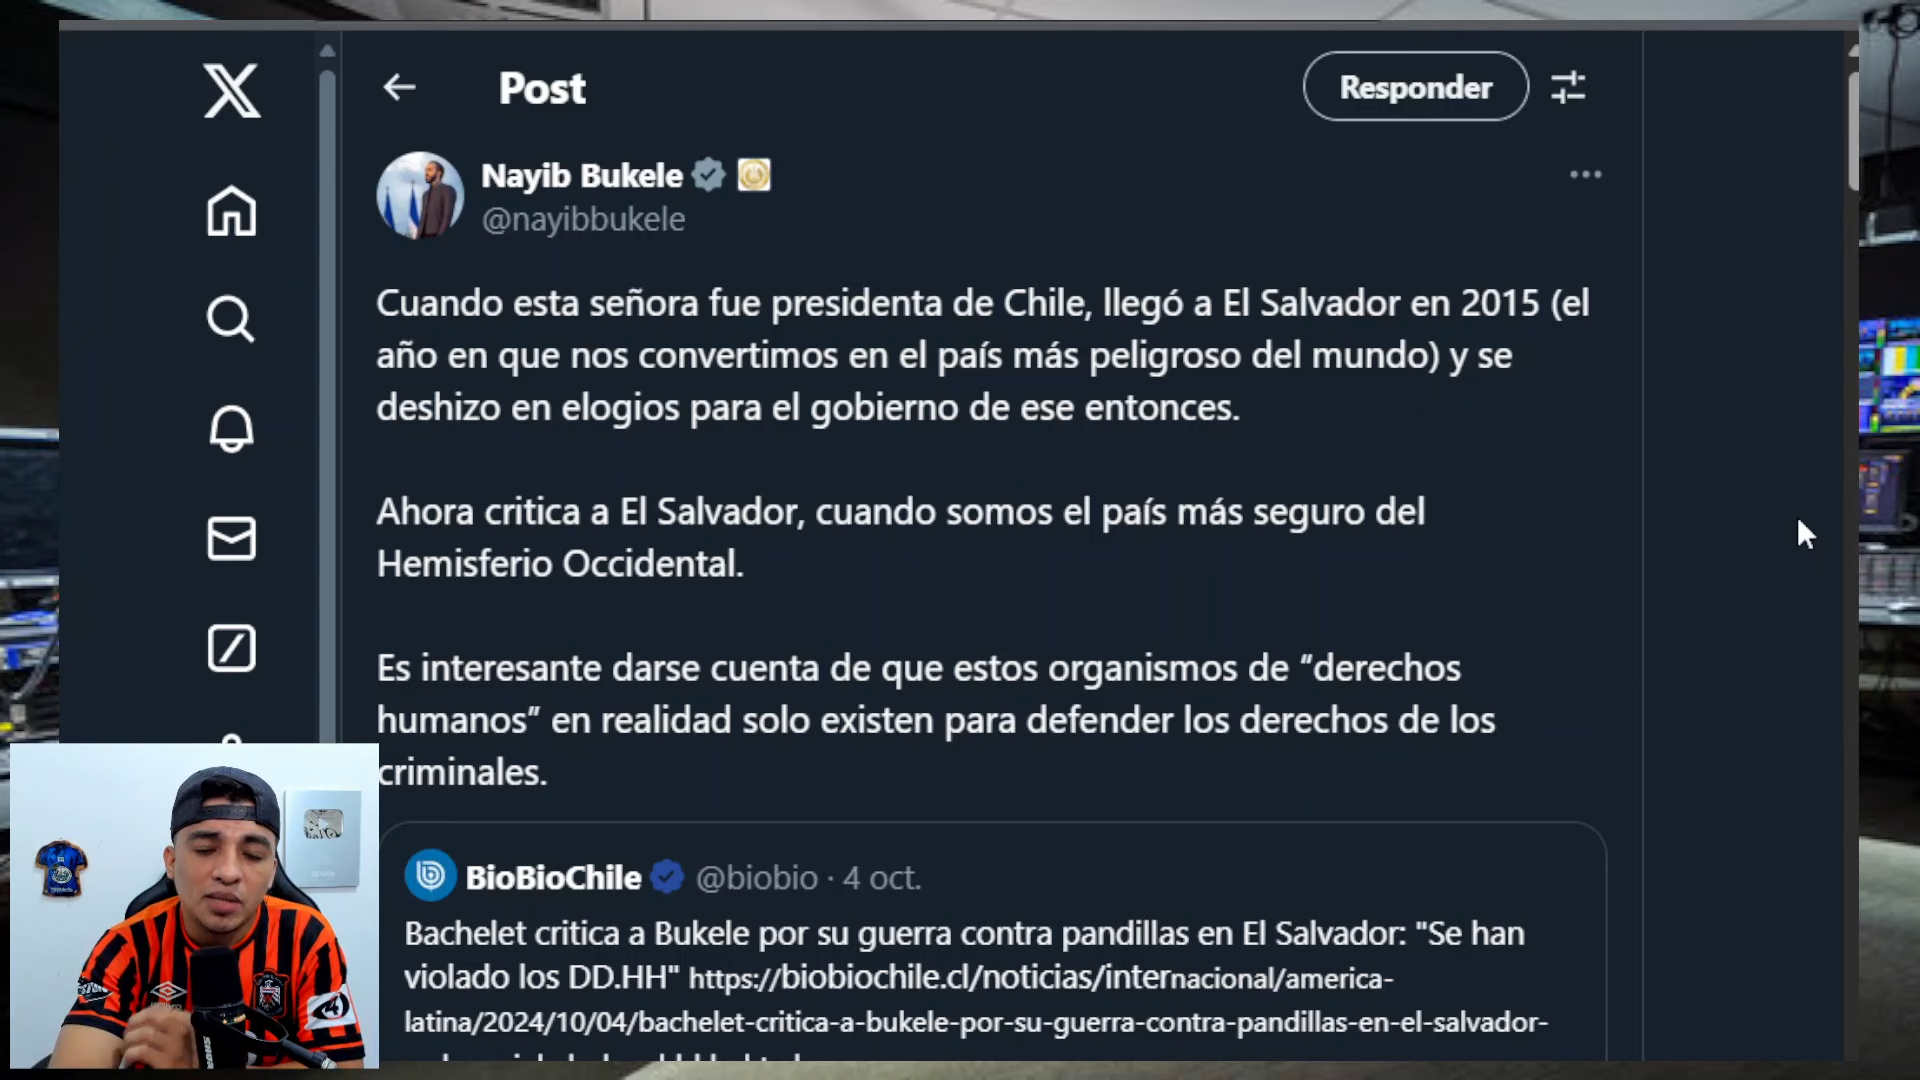 Post
Responder
Nayib Bukele
@nayibbukele
Cuando esta señora fue presidenta de Chile, llegó a El Salvador en 2015 (el
año en que nos convertimos en el país más peligroso del mundo) y se
deshizo en elogios para el gobierno de ese entonces.
Ahora critica a El Salvador, cuando somos el país más seguro del
Hemisferio Occidental.
Es interesante darse cuenta de que estos organismos de “derechos
humanos” en realidad solo existen para defender los derechos de los
criminales.
BioBioChile @biobio · 4 oct.
Bachelet critica a Bukele por su guerra contra pandillas en El Salvador: "Se han
violado los DD.HH" https://biobiochile.cl/noticias/internacional/america-
latina/2024/10/04/bachelet-critica-a-bukele-por-su-guerra-contra-pandillas-en-el-salvador-
4